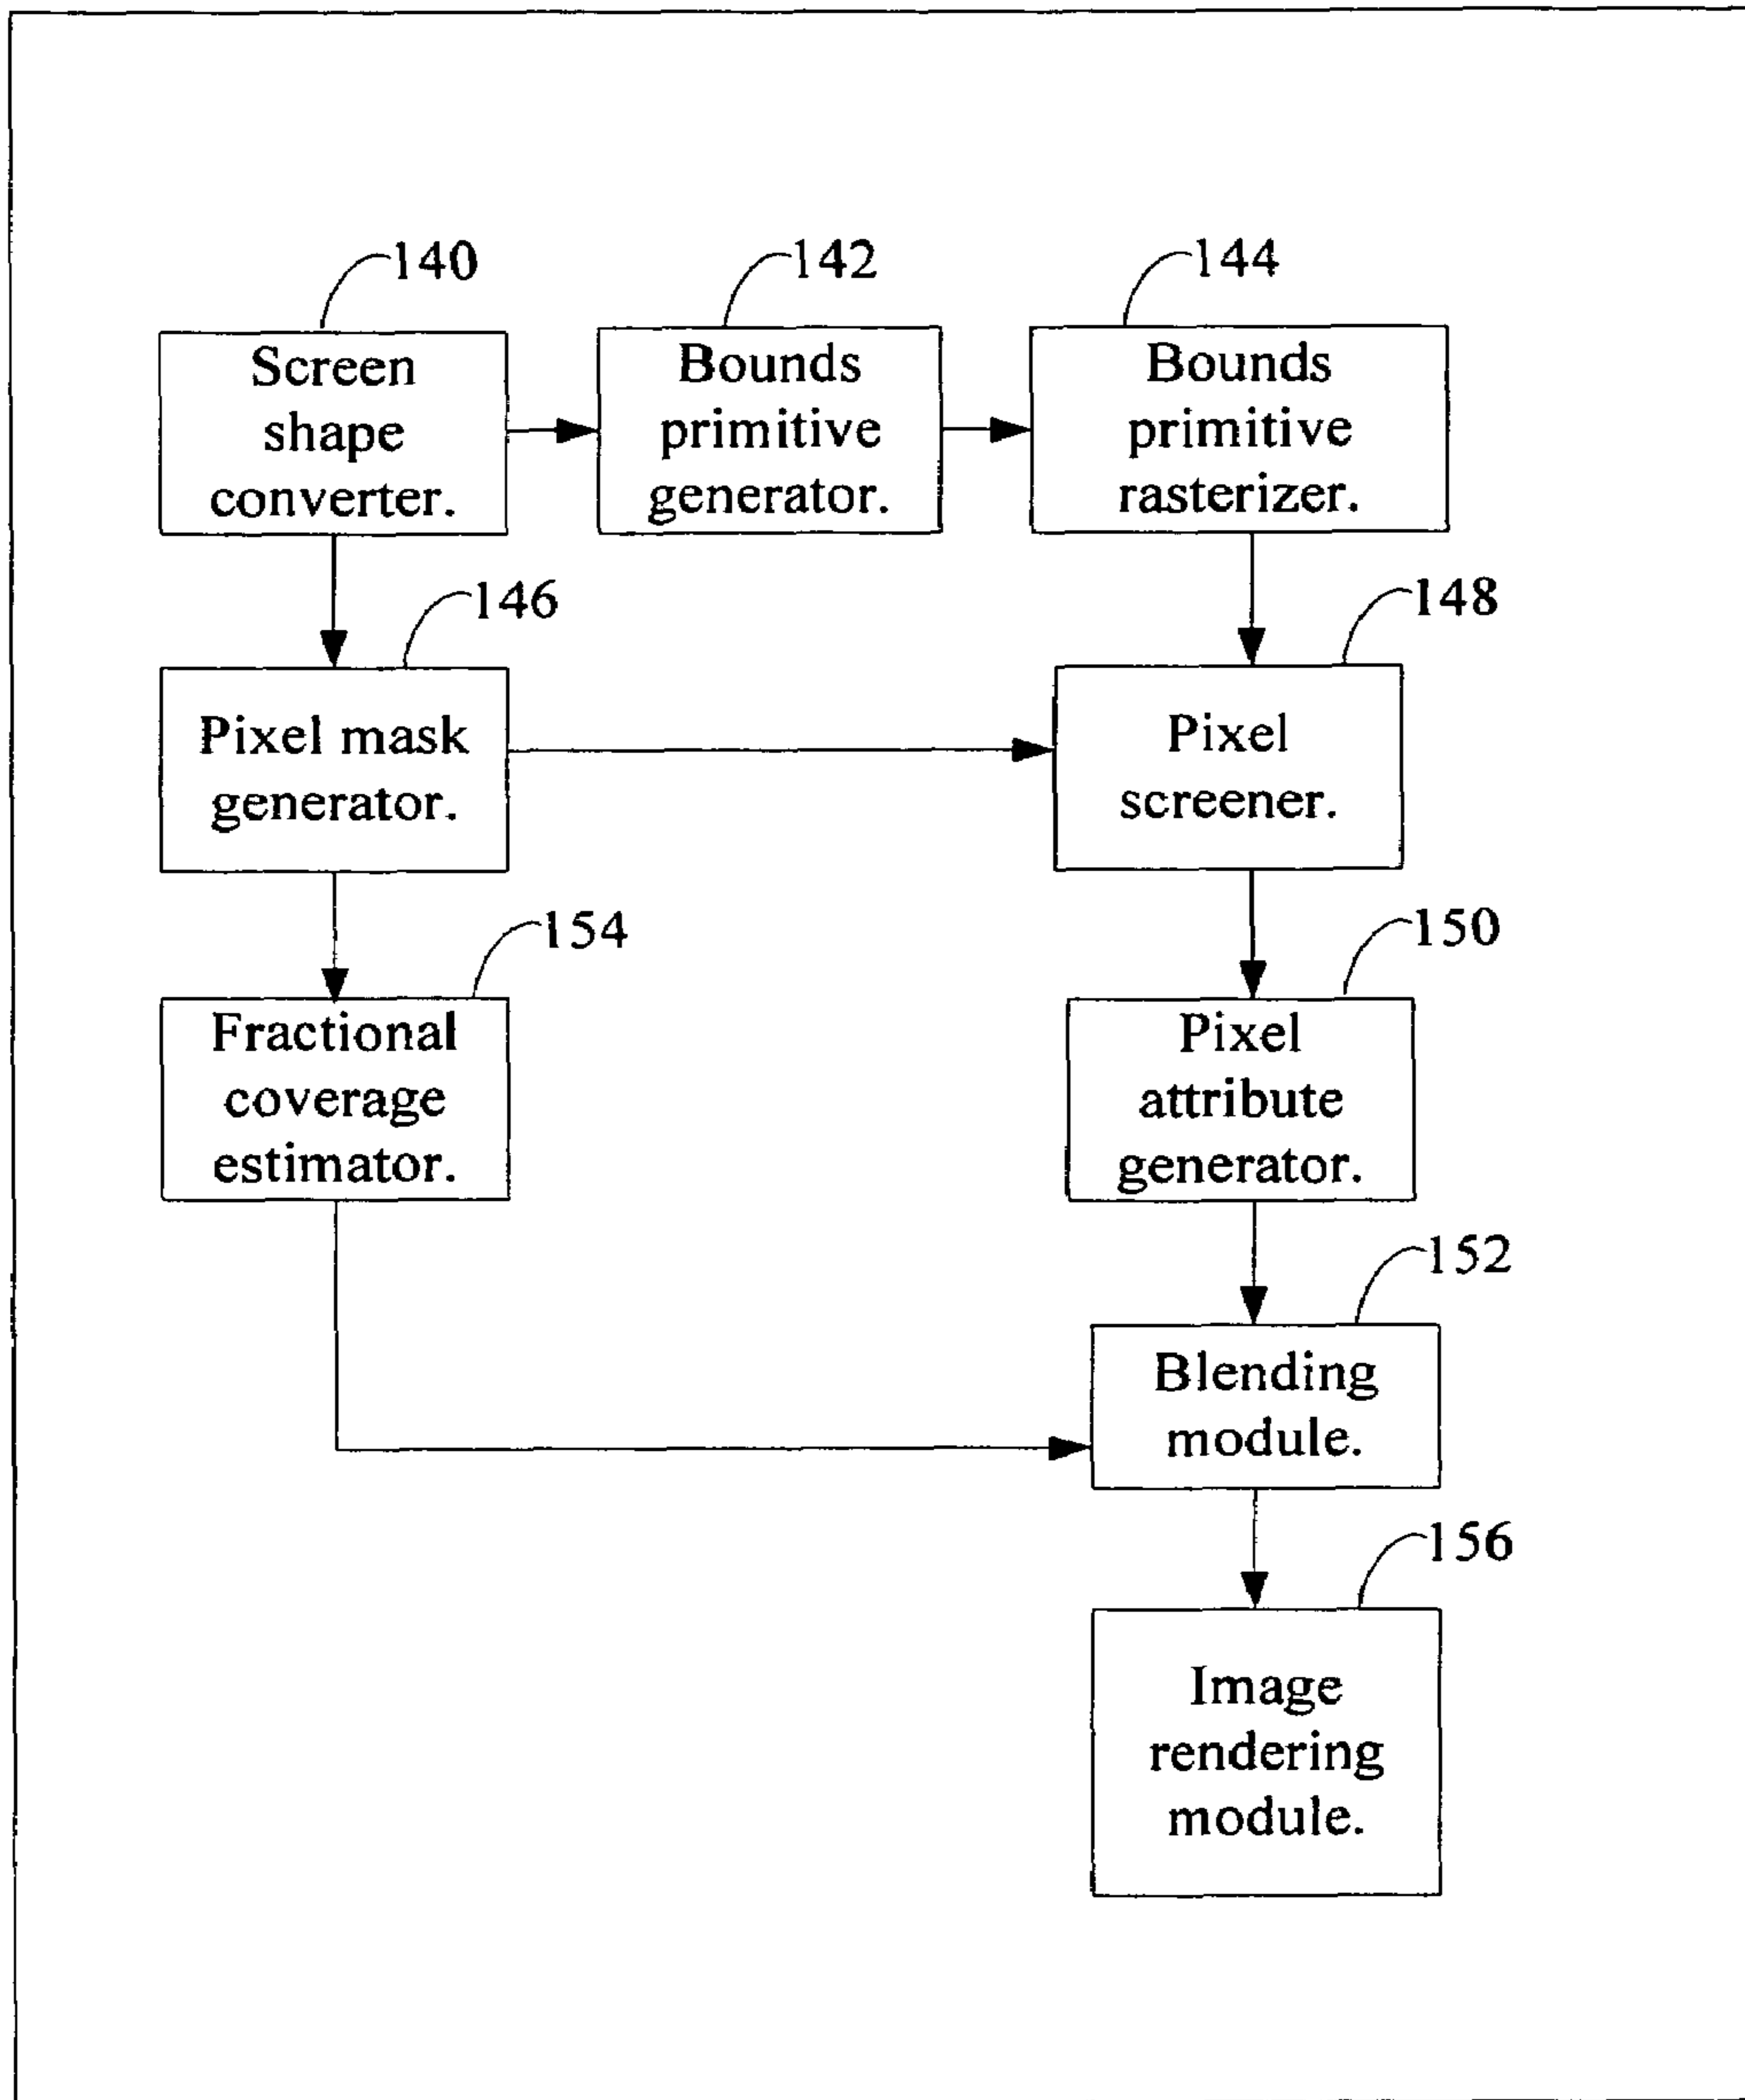 140
142
144
Screen
shape
converter.
Bounds
primitive
generator.
Bounds
primitive
rasterizer.
146
148
Pixel mask
generator.
Pixel
screener.
154
150
Fractional
coverage
estimator.
Pixel
attribute
generator.
152
Blending
module.
156
Image
rendering
module.